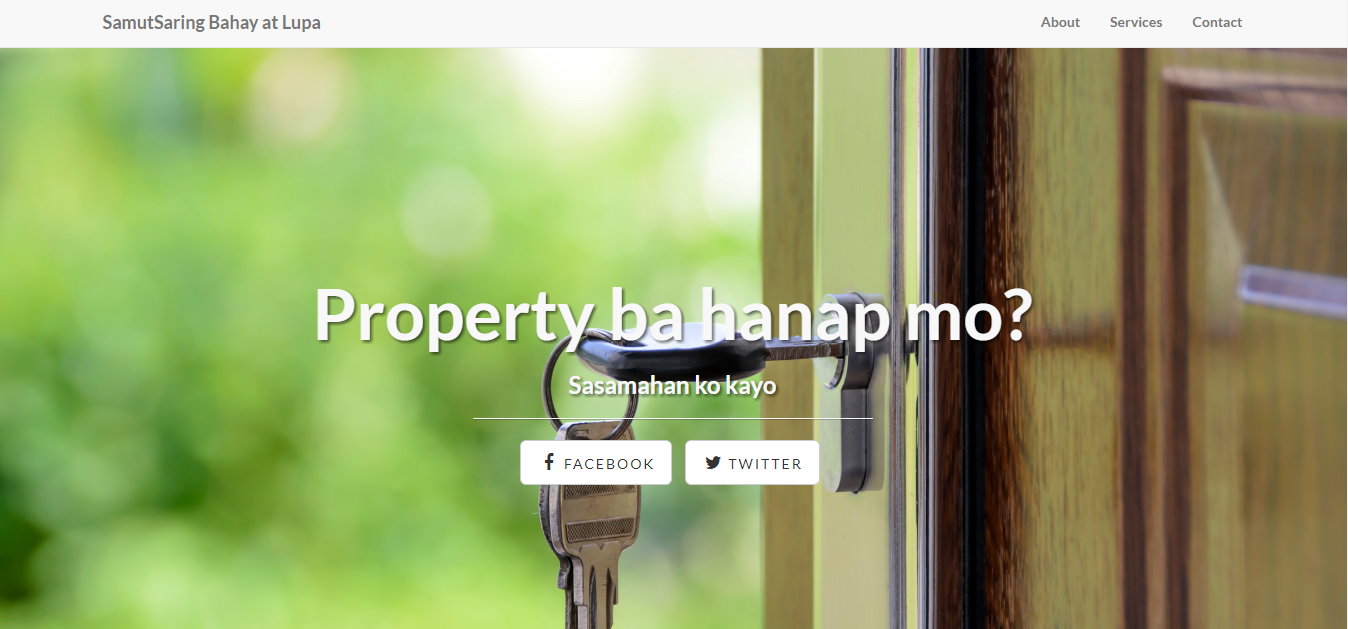 SamutSaring Bahay at Lupa
About Services Contact
Property ba hanap mo?
Sasamahan ko kayo
FACEBOOK TWITTER